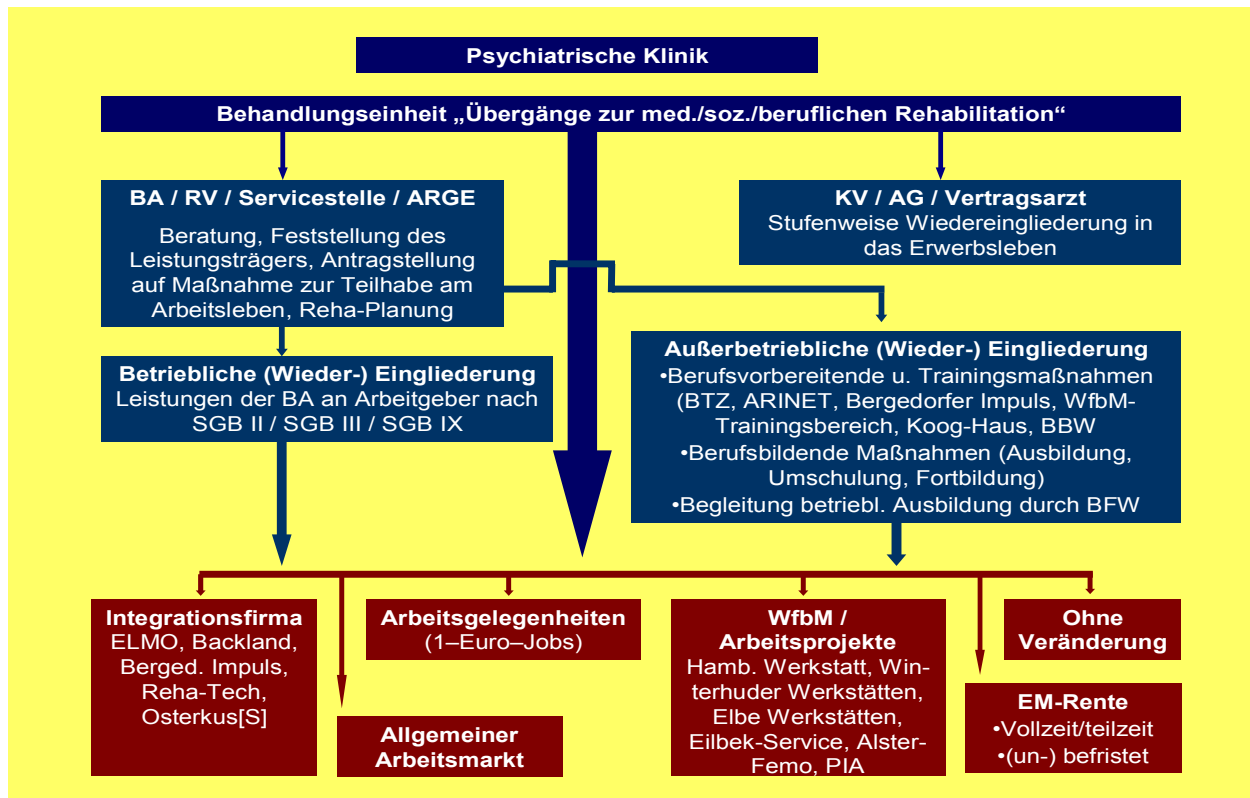 Psychiatrische Klinik
Behandlungseinheit „Übergänge zur med./soz./beruflichen Rehabilitation“
BA / RV / Servicestelle / ARGE
Beratung, Feststellung des
Leistungsträgers, Antragstellung
auf Maßnahme zur Teilhabe am
Arbeitsleben, Reha-Planung
KV / AG / Vertragsarzt
Stufenweise Wiedereingliederung in
das Erwerbsleben
Betriebliche (Wieder-) Eingliederung
Leistungen der BA an Arbeitgeber nach
SGB II / SGB III / SGB IX
Außerbetriebliche (Wieder-) Eingliederung
•Berufsvorbereitende u. Trainingsmaßnahmen
(BTZ, ARINET, Bergedorfer Impuls, WfbM-
Trainingsbereich, Koog-Haus, BBW
•Berufsbildende Maßnahmen (Ausbildung,
Umschulung, Fortbildung)
•Begleitung betriebl. Ausbildung durch BFW
Integrationsfirma
ELMO, Backland,
Berged. Impuls,
Reha-Tech,
Osterkus[S]
Allgemeiner
Arbeitsmarkt
Arbeitsgelegenheiten
(1–Euro–Jobs)
WfbM /
Arbeitsprojekte
Hamb. Werkstatt, Win-
terhuder Werkstätten,
Elbe Werkstätten,
Eilbek-Service, Alster-
Femo, PIA
Ohne
Veränderung
EM-Rente
•Vollzeit/teilzeit
•(un-) befristet